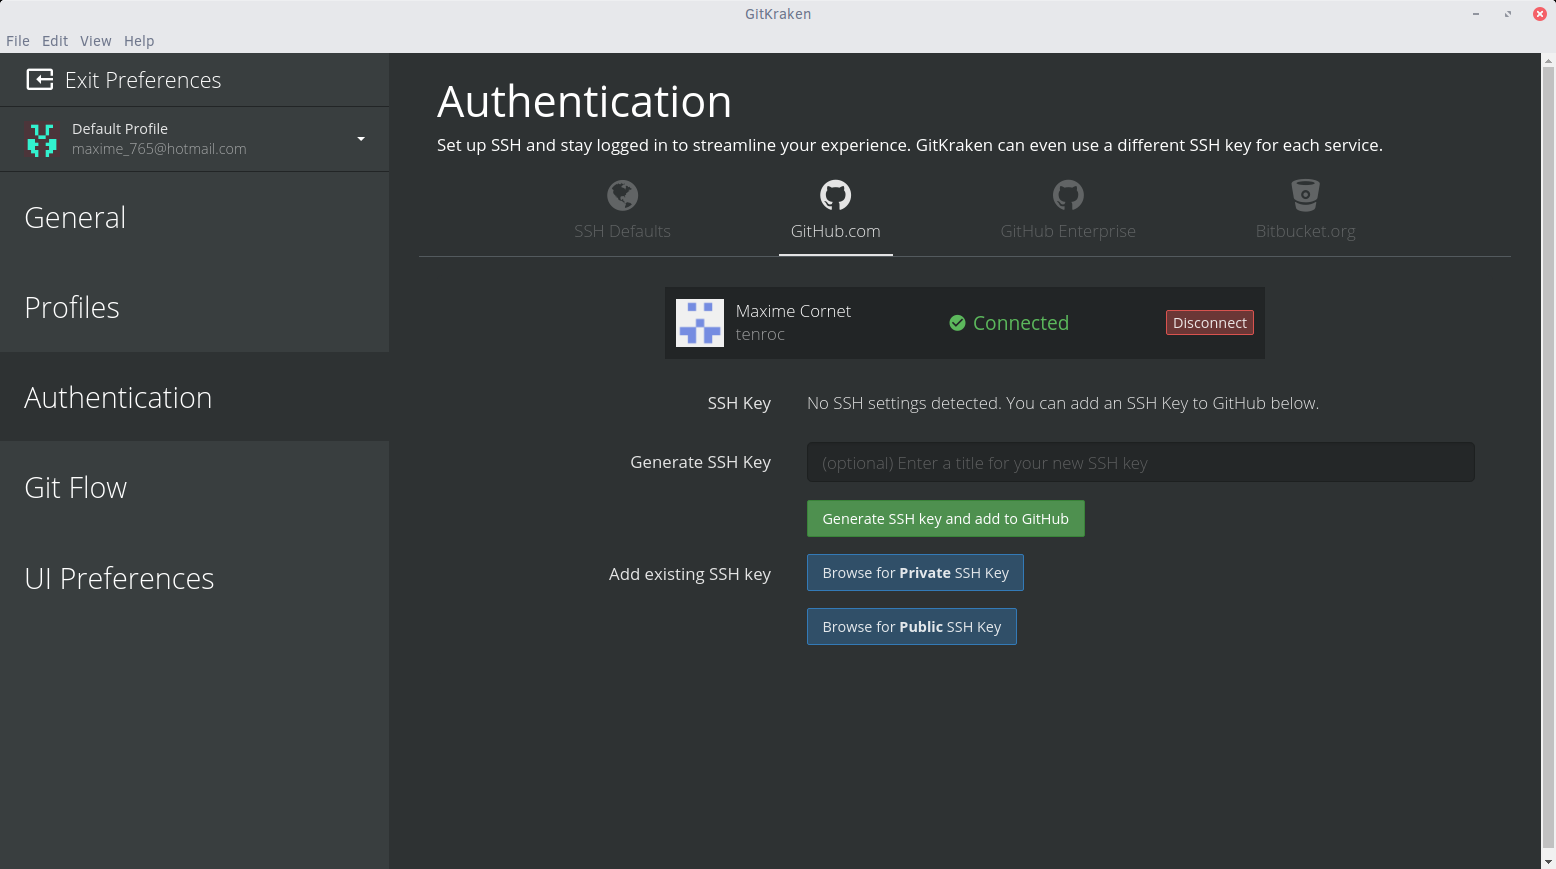 GitKraken
File Edit View Help
Exit Preferences
Default Profile
maxime_765@hotmail.com
General
Profiles
Authentication
Git Flow
UI Preferences
Authentication
Set up SSH and stay logged in to streamline your experience. GitKraken can even use a different SSH key for each service.
SSH Defaults GitHub.com GitHub Enterprise Bitbucket.org
Maxime Cornet
tenroc
Connected
Disconnect
SSH Key No SSH settings detected. You can add an SSH Key to GitHub below.
Generate SSH Key (optional) Enter a title for your new SSH key
Generate SSH key and add to GitHub
Add existing SSH key Browse for Private SSH Key
Browse for Public SSH Key